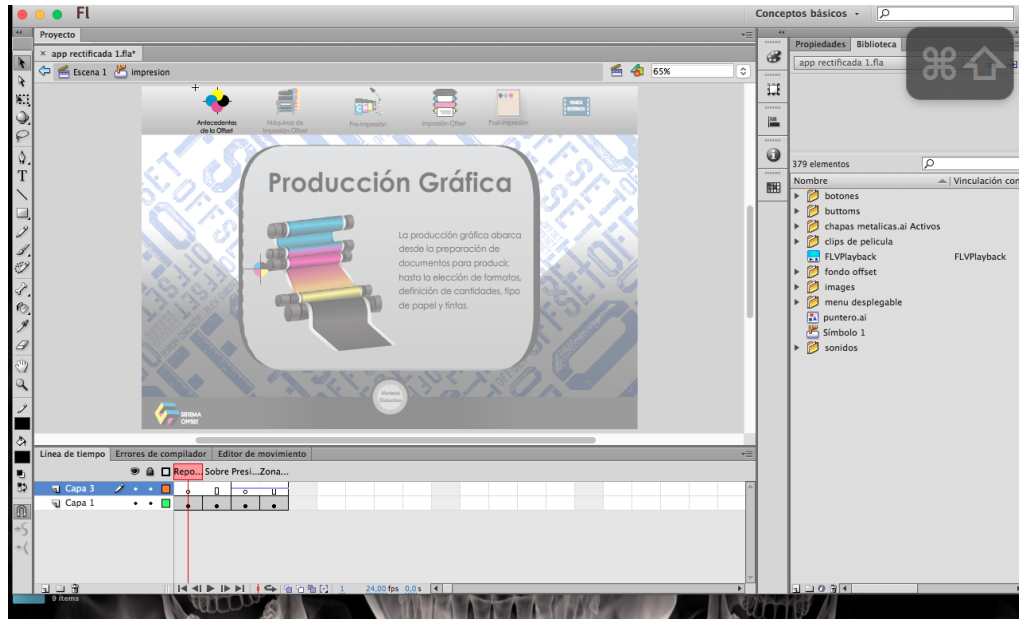 Fl
Conceptos básicos
Proyecto
app rectificada 1.fla*
Escena 1
impresion
65%
Propiedades
Biblioteca
app rectificada 1.fla
⌘⇧
Antecedentes
de la Offset
Máquina de
Impresión Offset
Pre-Impresión
Impresión Offset
Post-Impresión
Producción Gráfica
La producción gráfica abarca
desde la preparación de
documentos para producir,
hasta la elección de formatos,
definición de cantidades, tipo
de papel y tintas.
OFFSET
Material
Didáctico
SISTEMA
OFFSET
379 elementos
Nombre
Vinculación con
botones
buttoms
chapas metalicas.ai Activos
clips de pelicula
FLVPlayback
FLVPlayback
fondo offset
images
menu desplegable
puntero.ai
Símbolo 1
sonidos
Línea de tiempo
Errores de compilador
Editor de movimiento
Repo...
Sobre
Presi...
Zona...
Capa 3
Capa 1
1
24,00 fps
0,0 s
9 items